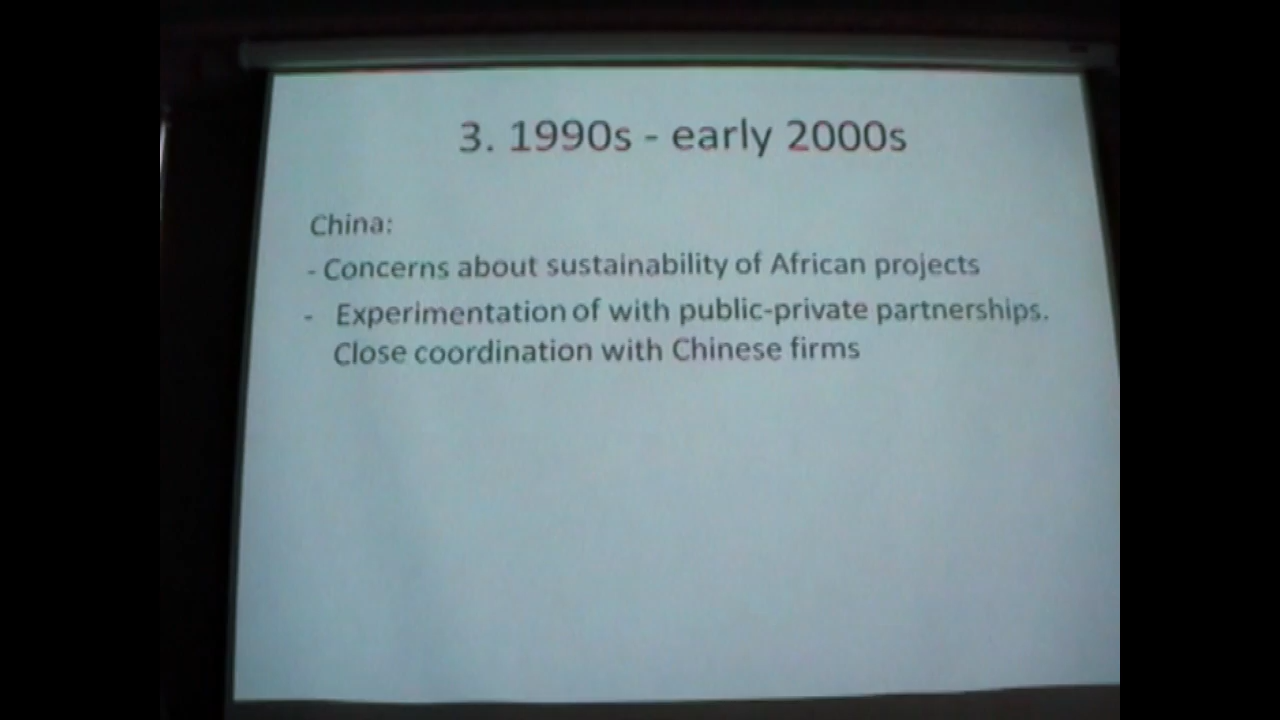 3. 1990s - early 2000s
China:
- Concerns about sustainability of African projects
- Experimentation of with public-private partnerships.
Close coordination with Chinese firms